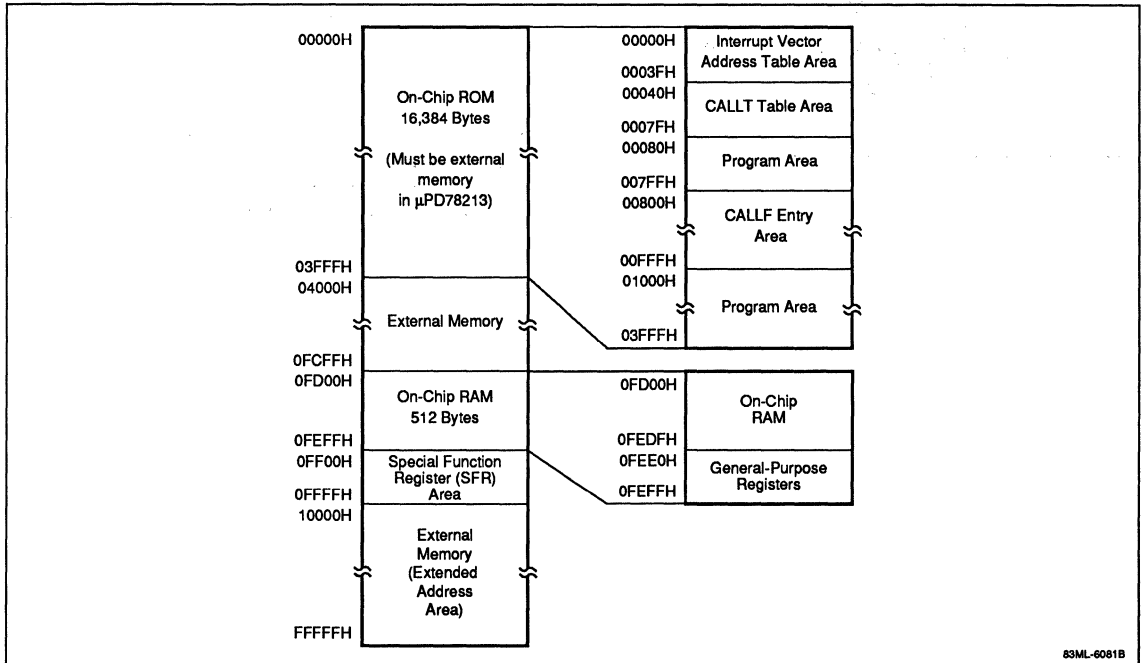 00000H
On-Chip ROM
16,384 Bytes
(Must be external
memory
in µPD78213)
03FFFH
04000H
External Memory
0FCFFH
0FD00H
On-Chip RAM
512 Bytes
0FEFFH
0FF00H
Special Function
Register (SFR)
Area
0FFFFH
10000H
External
Memory
(Extended
Address
Area)
FFFFFH
00000H
Interrupt Vector
Address Table Area
0003FH
00040H
CALLT Table Area
0007FH
00080H
Program Area
007FFH
00800H
CALLF Entry
Area
00FFFH
01000H
Program Area
03FFFH
0FD00H
On-Chip
RAM
0FEDFH
0FEE0H
General-Purpose
Registers
0FEFFH
83ML-6081B